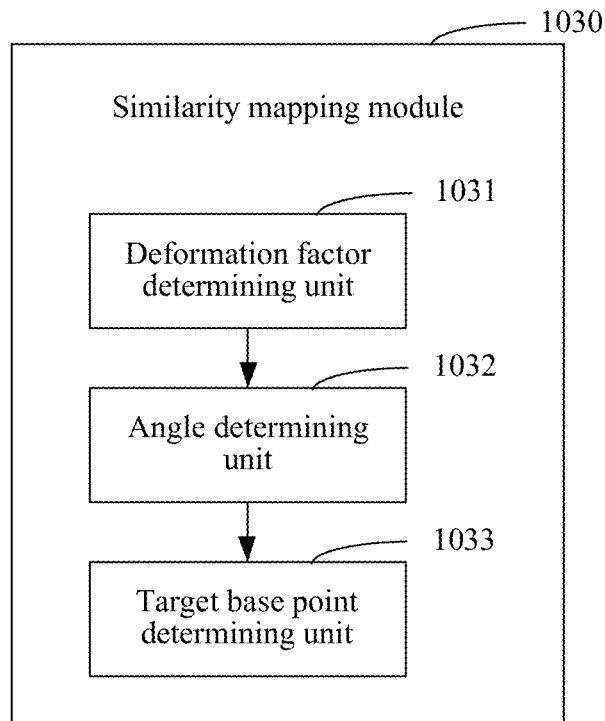 1030
Similarity mapping module
1031
Deformation factor
determining unit
1032
Angle determining
unit
1033
Target base point
determining unit